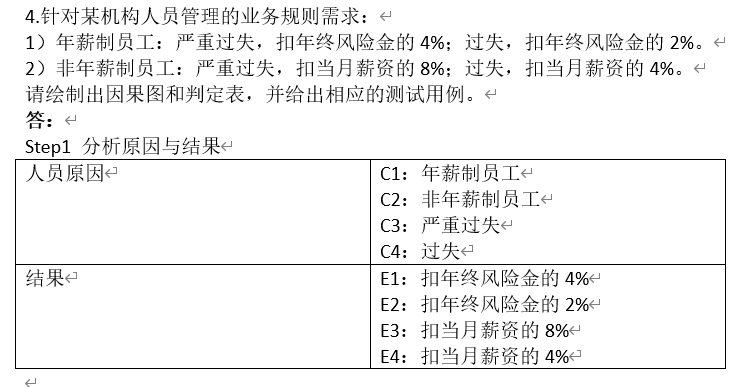 4.针对某机构人员管理的业务规则需求：
1）年薪制员工：严重过失，扣年终风险金的 4%；过失，扣年终风险金的 2%。
2）非年薪制员工：严重过失，扣当月薪资的 8%；过失，扣当月薪资的 4%。
请绘制出因果图和判定表，并给出相应的测试用例。
答：
Step1 分析原因与结果
人员原因
C1：年薪制员工
C2：非年薪制员工
C3：严重过失
C4：过失
结果
E1：扣年终风险金的 4%
E2：扣年终风险金的 2%
E3：扣当月薪资的 8%
E4：扣当月薪资的 4%